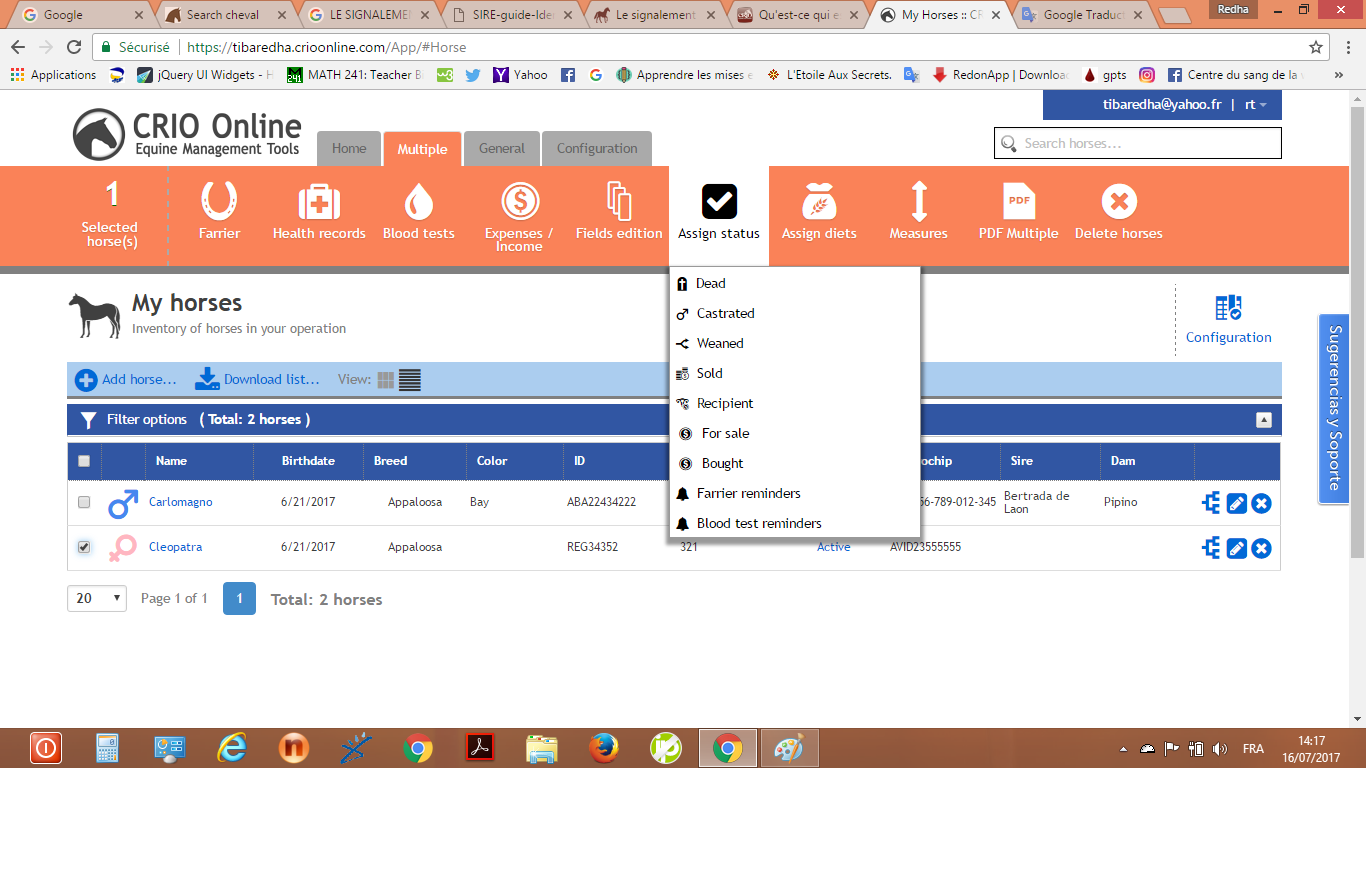 Google
Search cheval
LE SIGNALEMEN
SIRE-guide-Ide
Le signalement
Qu'est-ce qui e
My Horses :: CR
Google Traduct
Redha
Sécurisé
https://tibaredha.crioonline.com/App/#Horse
Applications
jQuery UI Widgets - H
MATH 241: Teacher B
Yahoo
Apprendre les mises e
L'Etoile Aux Secrets.
RedonApp | Download
gpts
Centre du sang de la
»
tibaredha@yahoo.fr | rt
CRIO Online
Equine Management Tools
Home
Multiple
General
Configuration
Search horses...
1
Selected
horse(s)
Farrier
Health records
Blood tests
Expenses /
Income
Fields edition
Assign status
Assign diets
Measures
PDF
PDF Multiple
Delete horses
My horses
Inventory of horses in your operation
Configuration
Dead
Castrated
Weaned
Sold
Recipient
For sale
Bought
Farrier reminders
Blood test reminders
Sugerencias y Soporte
Add horse...
Download list...
View:
Filter options ( Total: 2 horses )
Name Birthdate Breed Color ID ochip Sire Dam
Carlomagno 6/21/2017 Appaloosa Bay ABA22434222 56-789-012-345 Bertrada de
Laon Pipino
Cleopatra 6/21/2017 Appaloosa REG34352 321 Active AVID23555555
20 Page 1 of 1 1 Total: 2 horses
FRA
14:17
16/07/2017